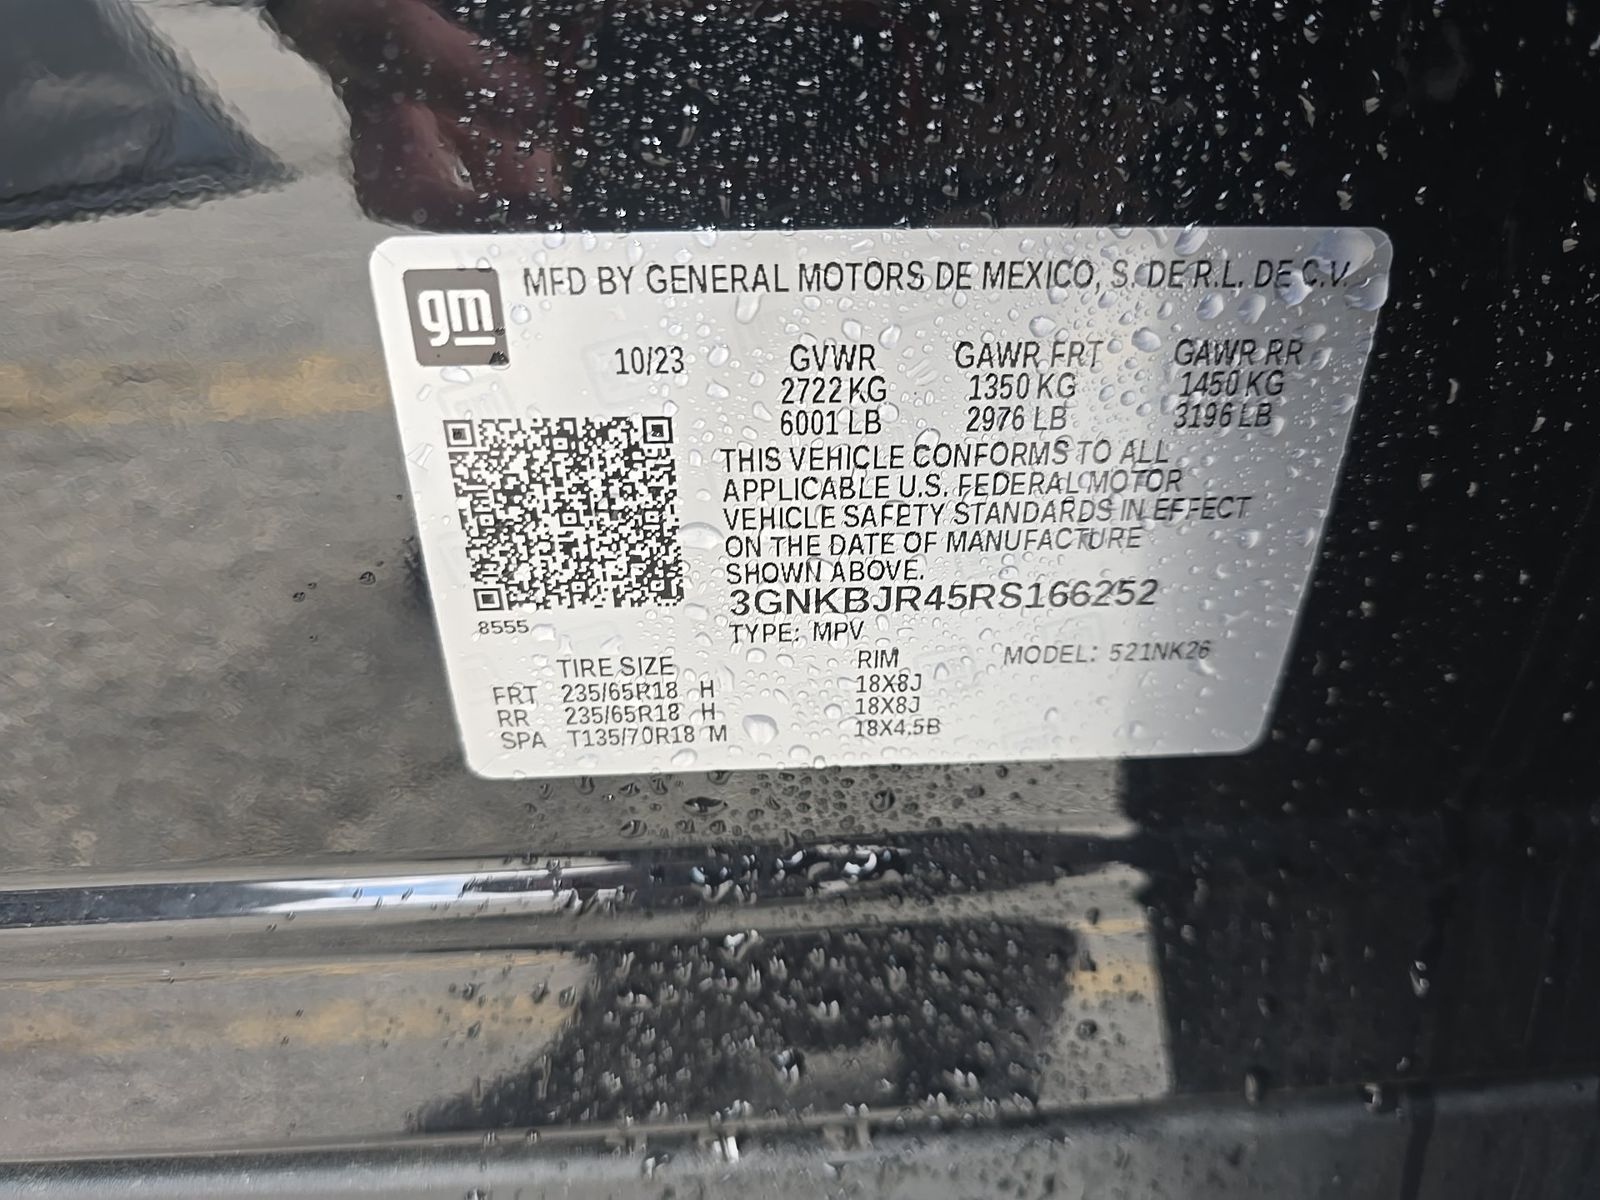 gm
MFD BY GENERAL MOTORS DE MEXICO, S. DE R.L. DE C.V.
10/23 GVWR GAWR FRT GAWR RR
2722 KG 1350 KG 1450 KG
6001 LB 2976 LB 3196 LB
THIS VEHICLE CONFORMS TO ALL
APPLICABLE U.S. FEDERAL MOTOR
VEHICLE SAFETY STANDARDS IN EFFECT
ON THE DATE OF MANUFACTURE
SHOWN ABOVE.
3GNKBJR45RS166252
8555
TYPE: MPV
MODEL: 521NK26
TIRE SIZE RIM
FRT 235/65R18 H 18X8J
RR 235/65R18 H 18X8J
SPA T135/70R18 M 18X4.5B